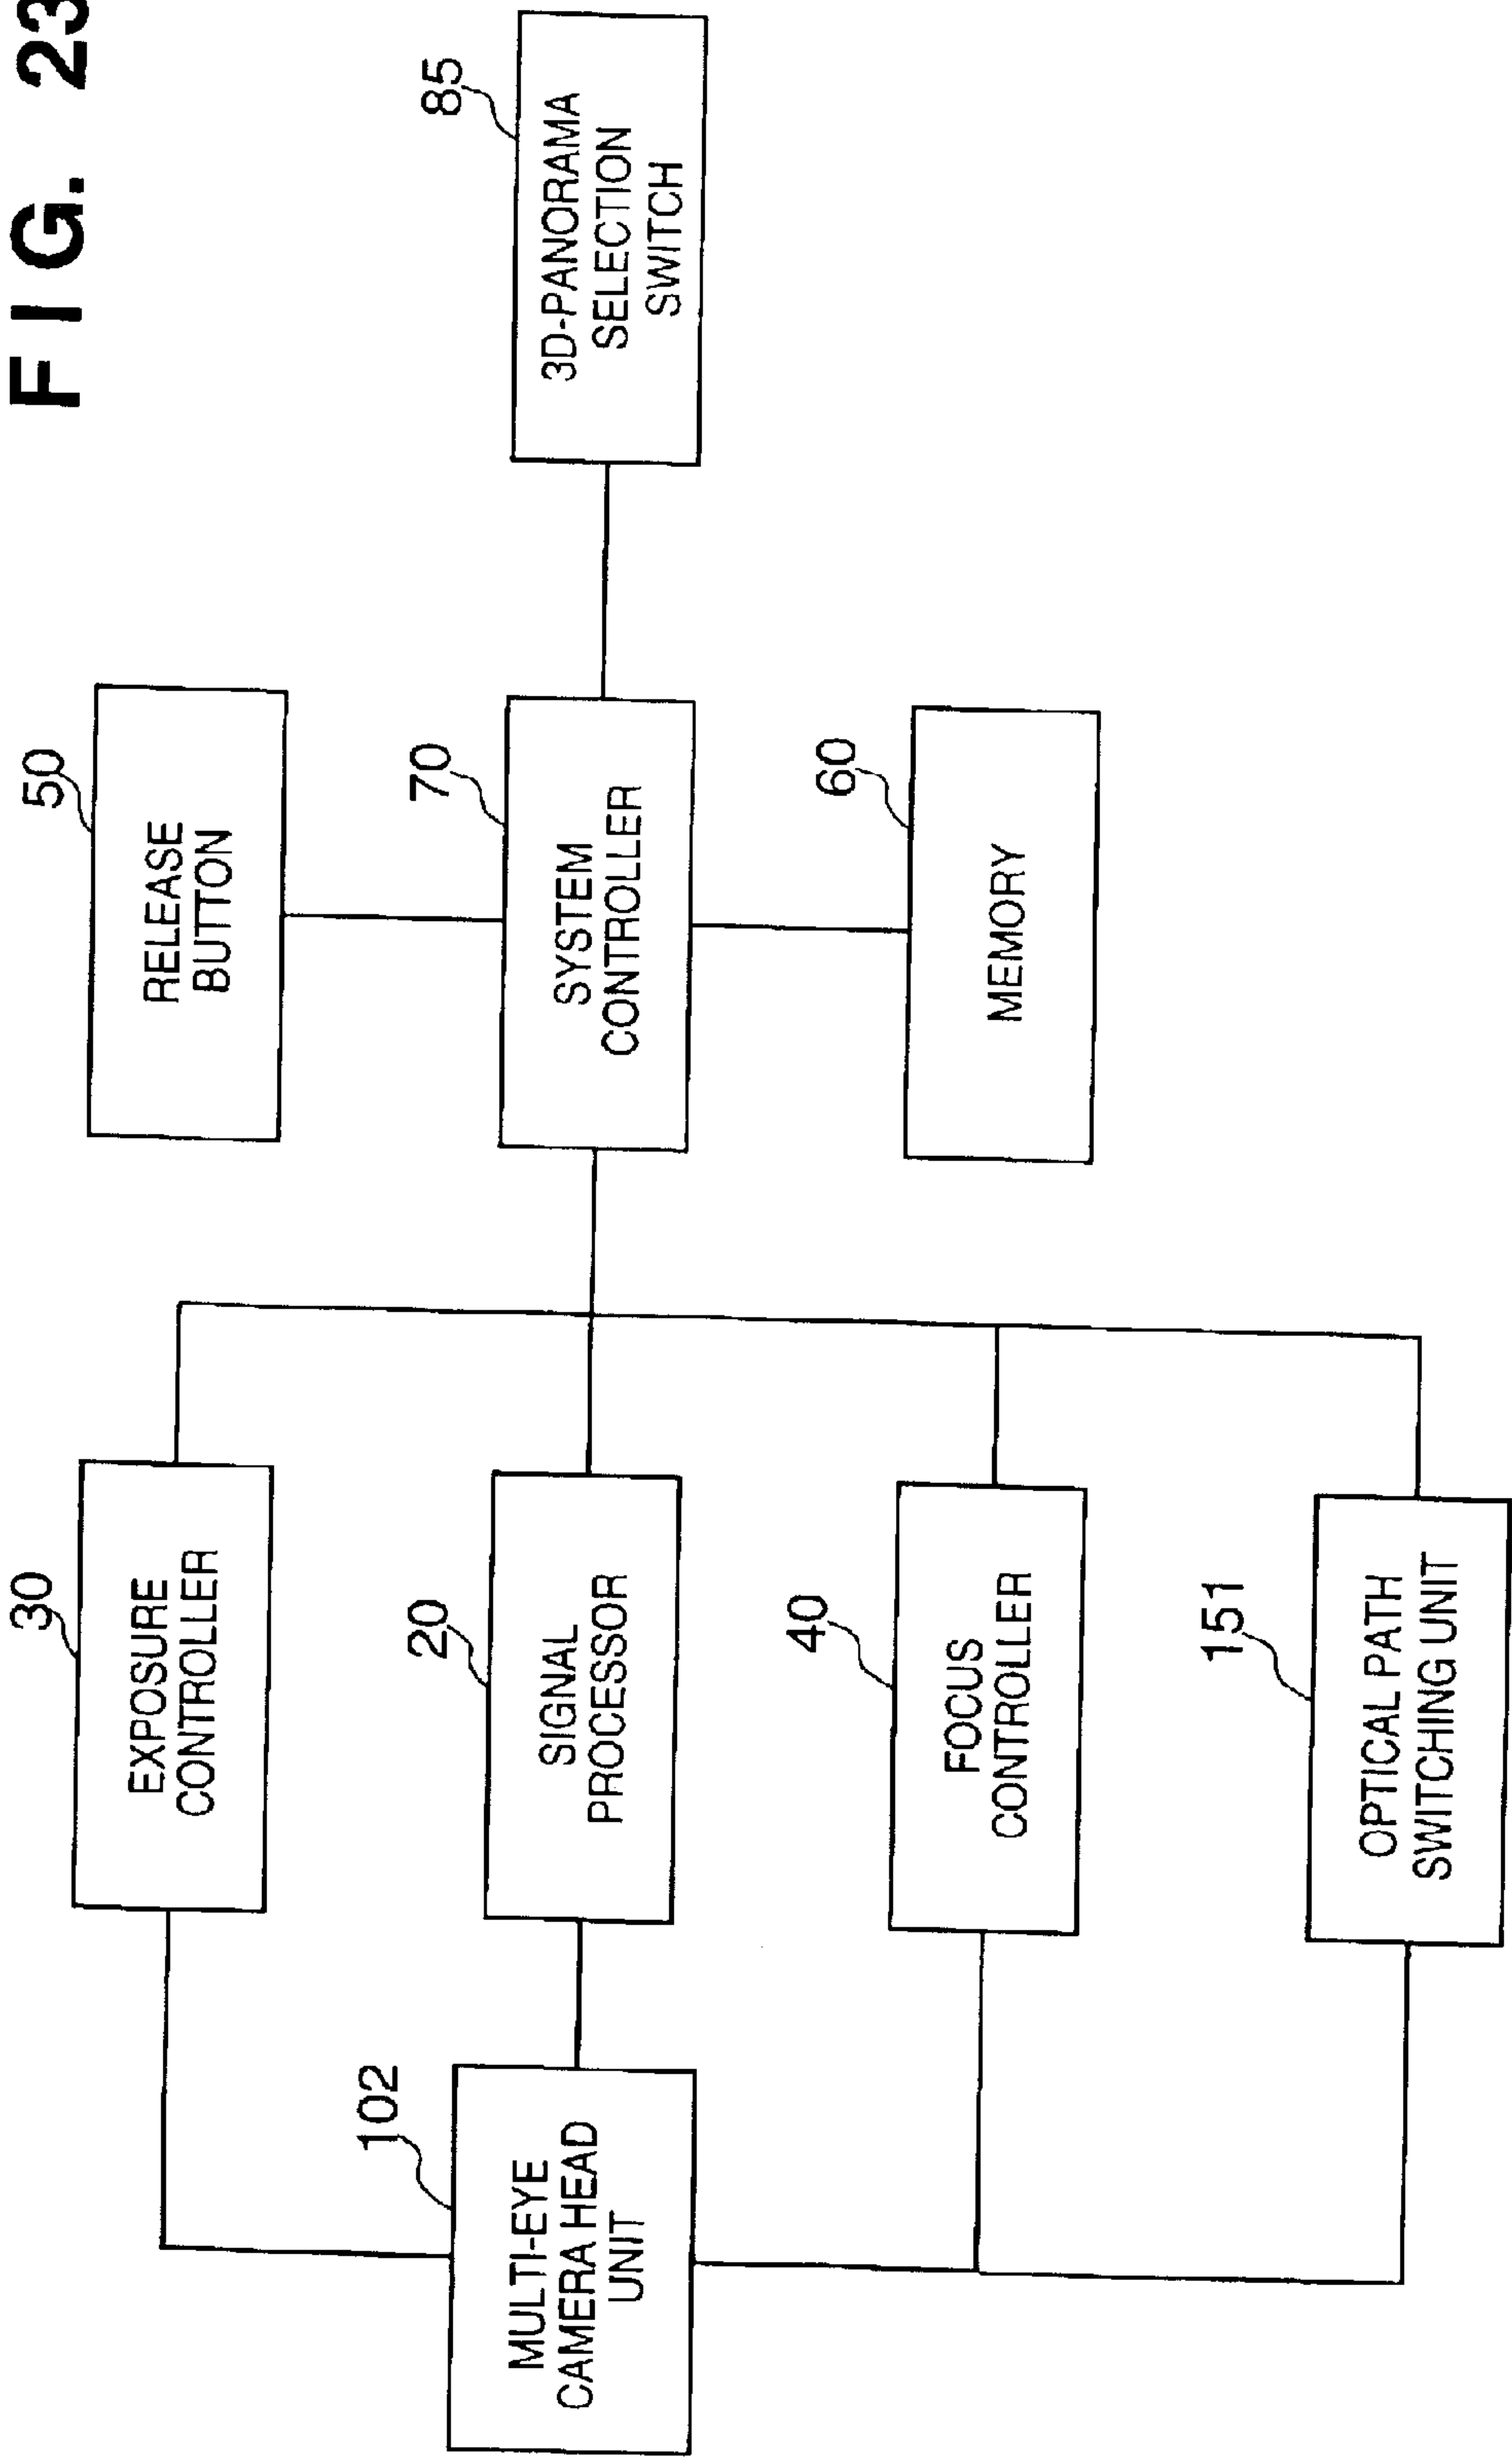 FIG. 23
30
EXPOSURE
CONTROLLER
50
RELEASE
BUTTON
102
MULTI-EYE
CAMERA HEAD
UNIT
20
SIGNAL
PROCESSOR
70
SYSTEM
CONTROLLER
85
3D-PANORAMA
SELECTION
SWITCH
40
FOCUS
CONTROLLER
60
MEMORY
151
OPTICAL PATH
SWITCHING UNIT